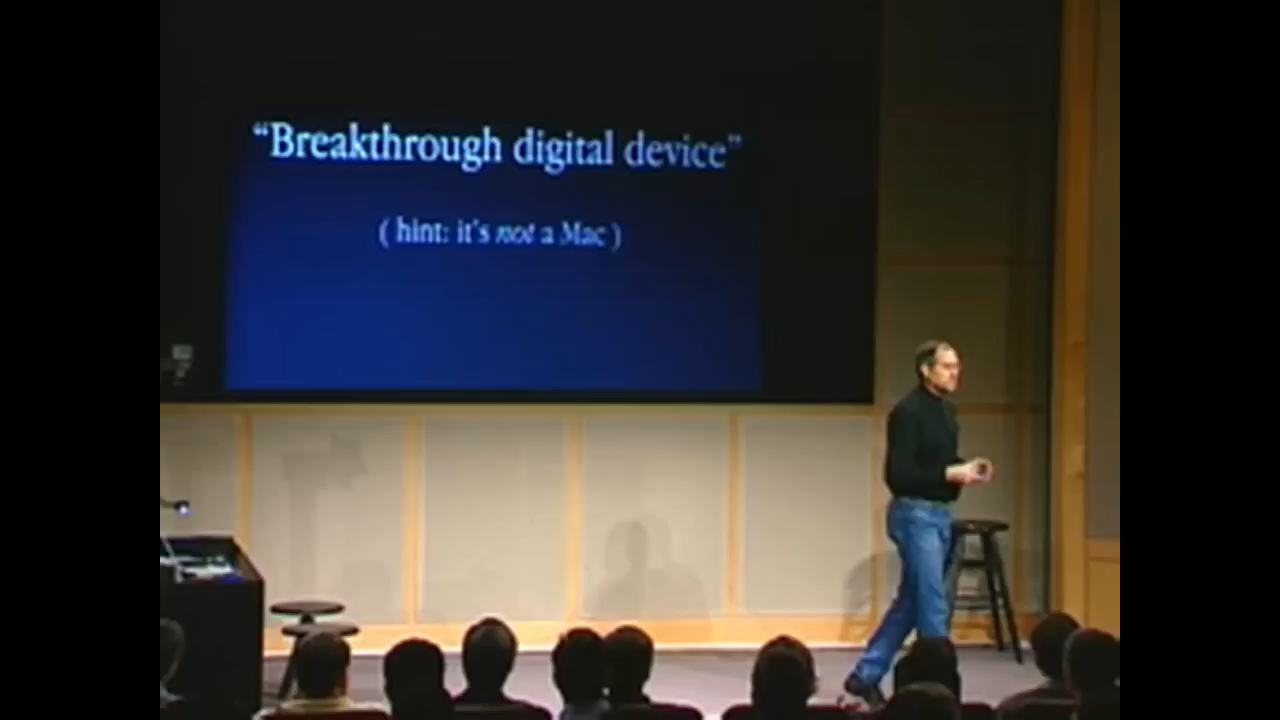 “Breakthrough digital device”
( hint: it's not a Mac )